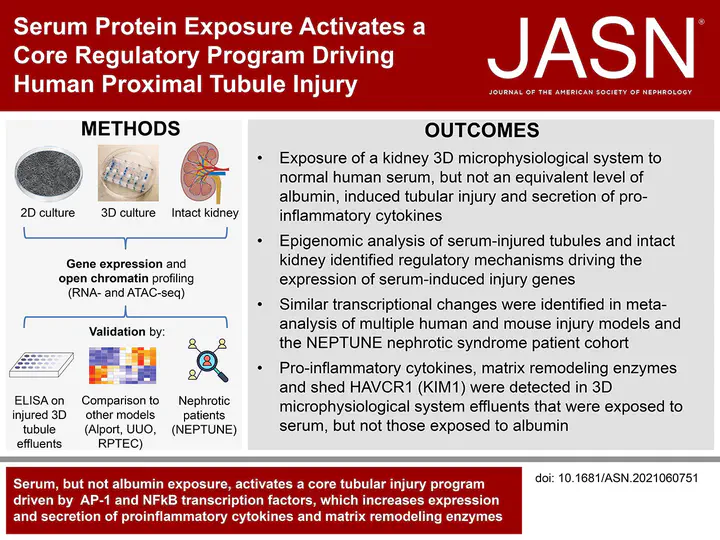 Serum Protein Exposure Activates a
Core Regulatory Program Driving
Human Proximal Tubule Injury
JASN®
JOURNAL OF THE AMERICAN SOCIETY OF NEPHROLOGY
METHODS
2D culture
3D culture
Intact kidney
Gene expression and
open chromatin profiling
(RNA- and ATAC-seq)
Validation by:
ELISA on
injured 3D
tubule
effluents
Comparison to
other models
(Alport, UUO,
RPTEC)
Nephrotic
patients
(NEPTUNE)
OUTCOMES
• Exposure of a kidney 3D microphysiological system to
normal human serum, but not an equivalent level of
albumin, induced tubular injury and secretion of pro-
inflammatory cytokines
• Epigenomic analysis of serum-injured tubules and intact
kidney identified regulatory mechanisms driving the
expression of serum-induced injury genes
• Similar transcriptional changes were identified in meta-
analysis of multiple human and mouse injury models and
the NEPTUNE nephrotic syndrome patient cohort
• Pro-inflammatory cytokines, matrix remodeling enzymes
and shed HAVCR1 (KIM1) were detected in 3D
microphysiological system effluents that were exposed to
serum, but not those exposed to albumin
Serum, but not albumin exposure, activates a core tubular injury program
driven by AP-1 and NFkB transcription factors, which increases expression
and secretion of proinflammatory cytokines and matrix remodeling enzymes
doi: 10.1681/ASN.2021060751